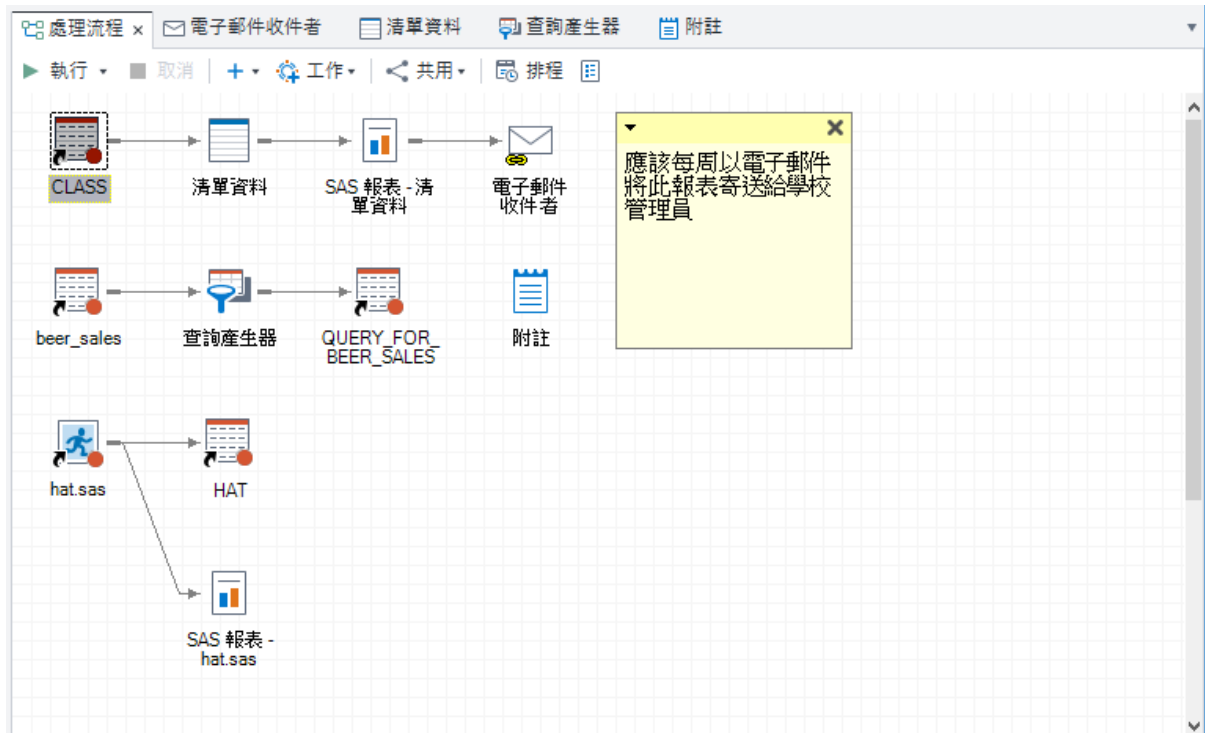 處理流程 電子郵件收件者 清單資料 查詢產生器 附註
執行 取消 工作 共用 排程
應該每周以電子郵件
將此報表寄送給學校
管理員
CLASS 清單資料 SAS 報表 - 清 電子郵件
單資料 收件者
beer_sales 查詢產生器 QUERY_FOR_ 附註
BEER_SALES
hat.sas HAT
SAS 報表 -
hat.sas